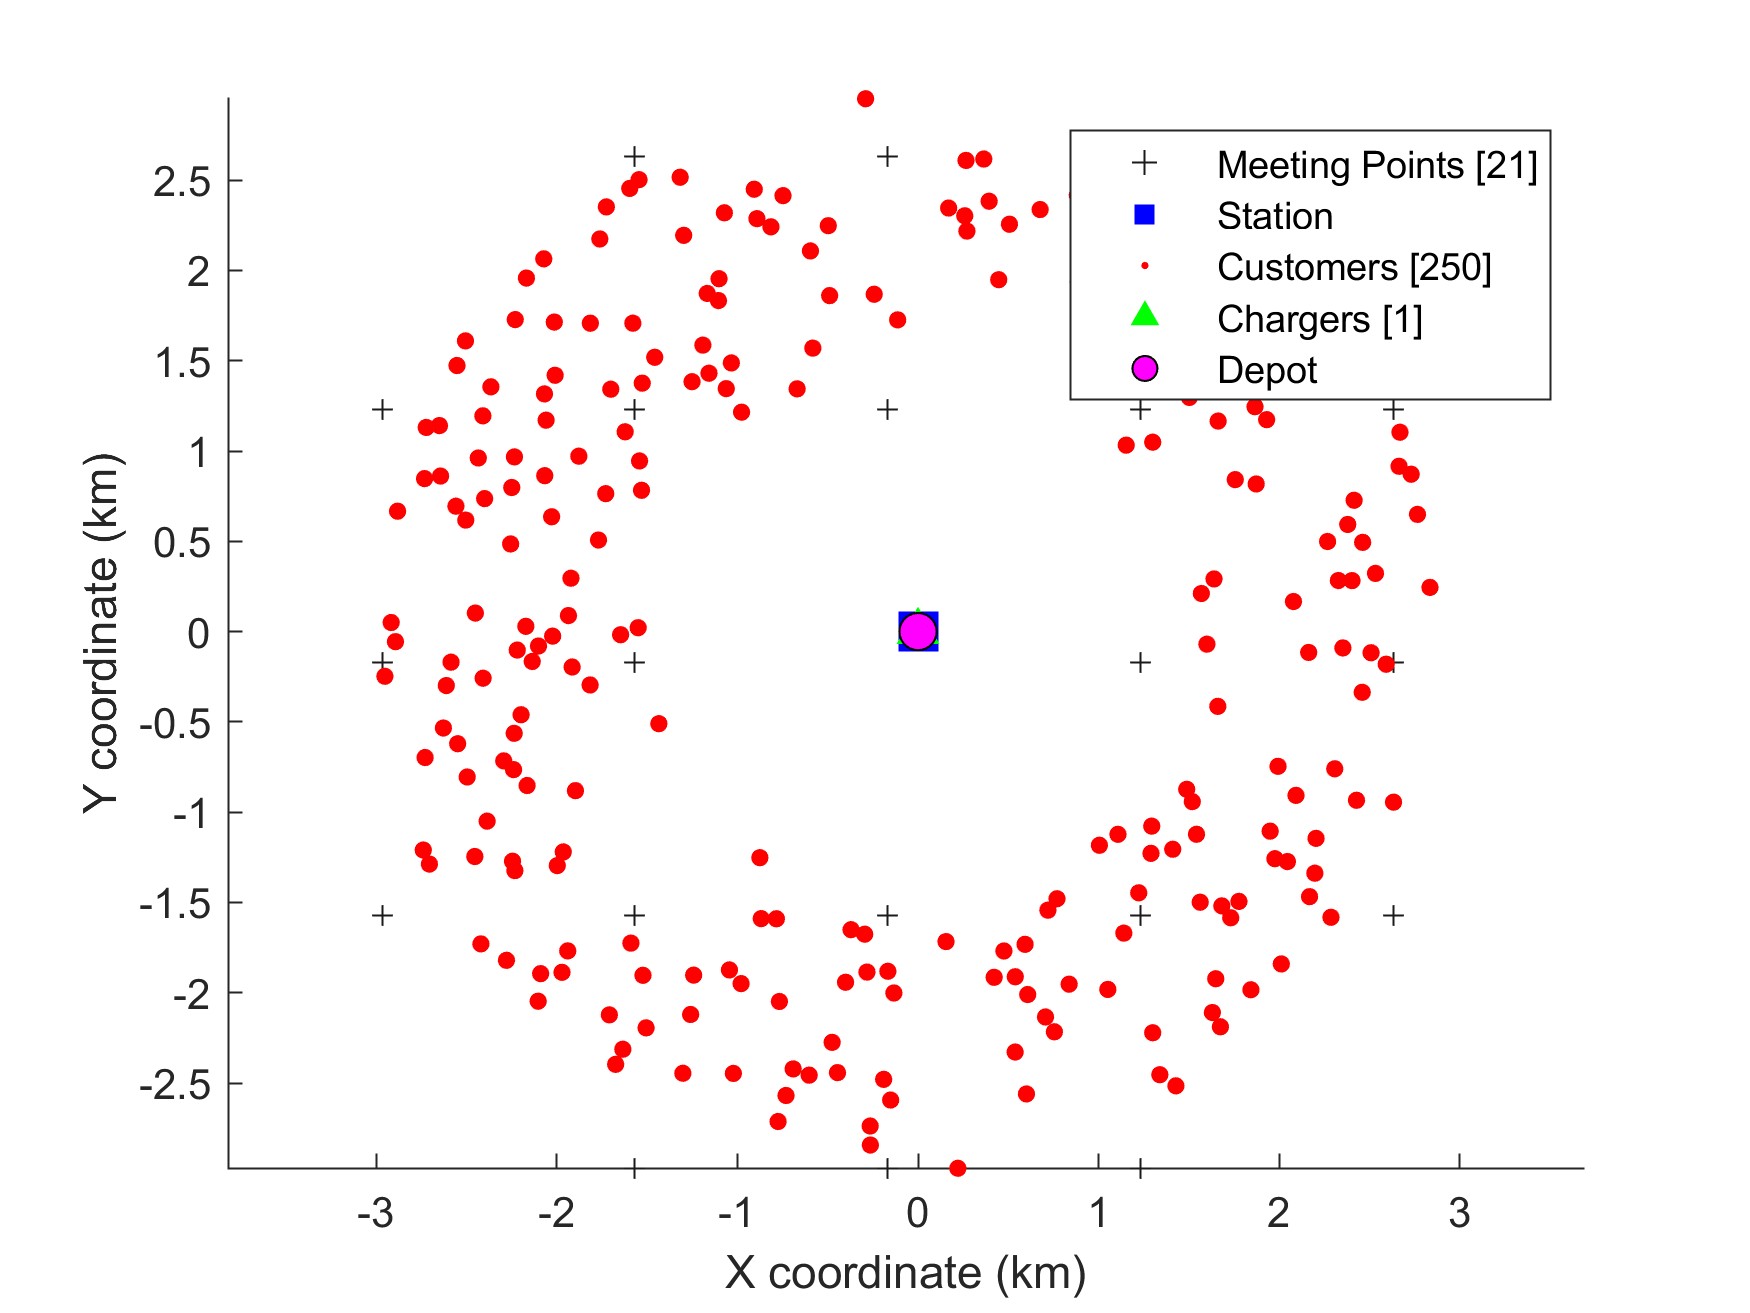 Meeting Points [21]
Station
Customers [250]
Chargers [1]
Depot
Y coordinate (km)
2.5
2
1.5
1
0.5
0
-0.5
-1
-1.5
-2
-2.5
-3 -2 -1 0 1 2 3
X coordinate (km)